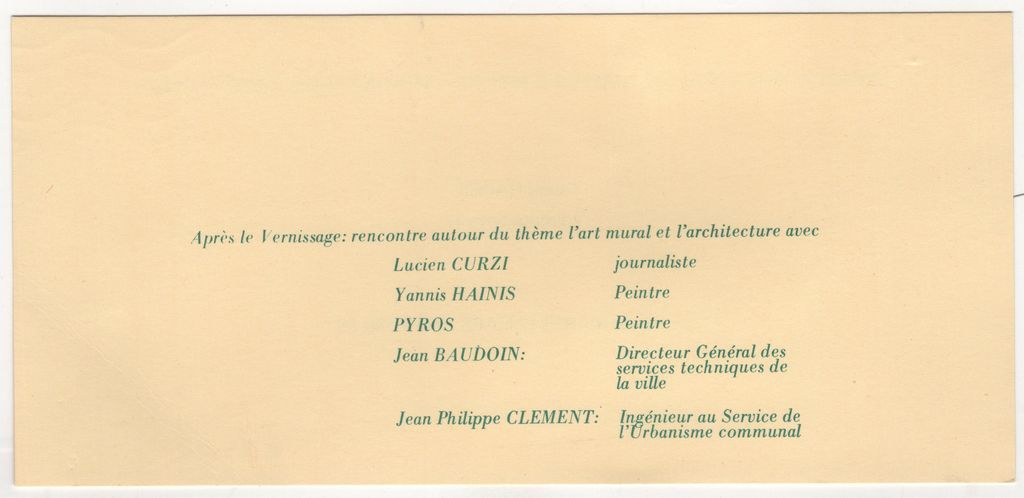 Après le Vernissage: rencontre autour du thème l'art mural et l'architecture avec
Lucien CURZI journaliste
Yannis HAINIS Peintre
PYROS Peintre
Jean BAUDOIN: Directeur Général des
services techniques de
la ville
Jean Philippe CLEMENT: Ingénieur au Service de
l'Urbanisme communal